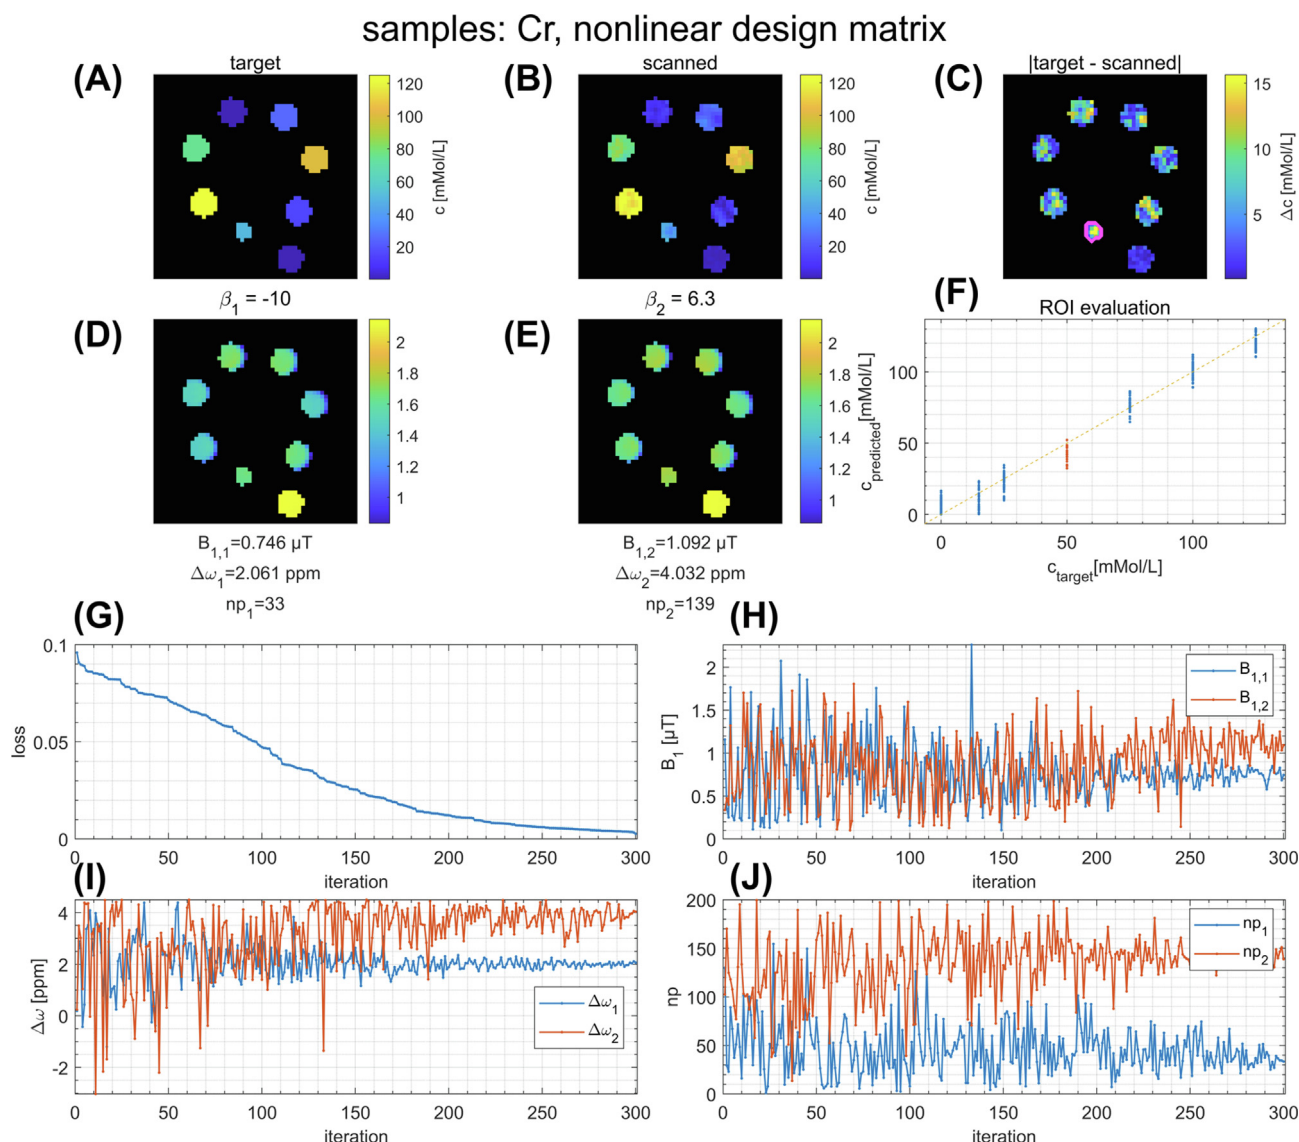 samples: Cr, nonlinear design matrix
(A)
target
120
100
80
60
40
20
c [mMol/L]
(B)
scanned
120
100
80
60
40
20
c [mMol/L]
(C)
|target - scanned|
15
10
5
Δc [mMol/L]
β1 = -10
β2 = 6.3
(D)
2
1.8
1.6
1.4
1.2
1
B1,1=0.746 μT
Δω1=2.061 ppm
np1=33
(E)
2
1.8
1.6
1.4
1.2
1
B1,2=1.092 μT
Δω2=4.032 ppm
np2=139
(F)
ROI evaluation
cpredicted[mMol/L]
100
50
0
0 50 100
ctarget[mMol/L]
(G)
loss
0.1
0.05
0
0 50 100 150 200 250 300
iteration
(H)
B1 [μT]
2
1.5
1
0.5
0
B1,1
B1,2
0 50 100 150 200 250 300
iteration
(I)
Δω [ppm]
4
2
0
-2
Δω1
Δω2
0 50 100 150 200 250 300
iteration
(J)
np
200
150
100
50
0
np1
np2
0 50 100 150 200 250 300
iteration